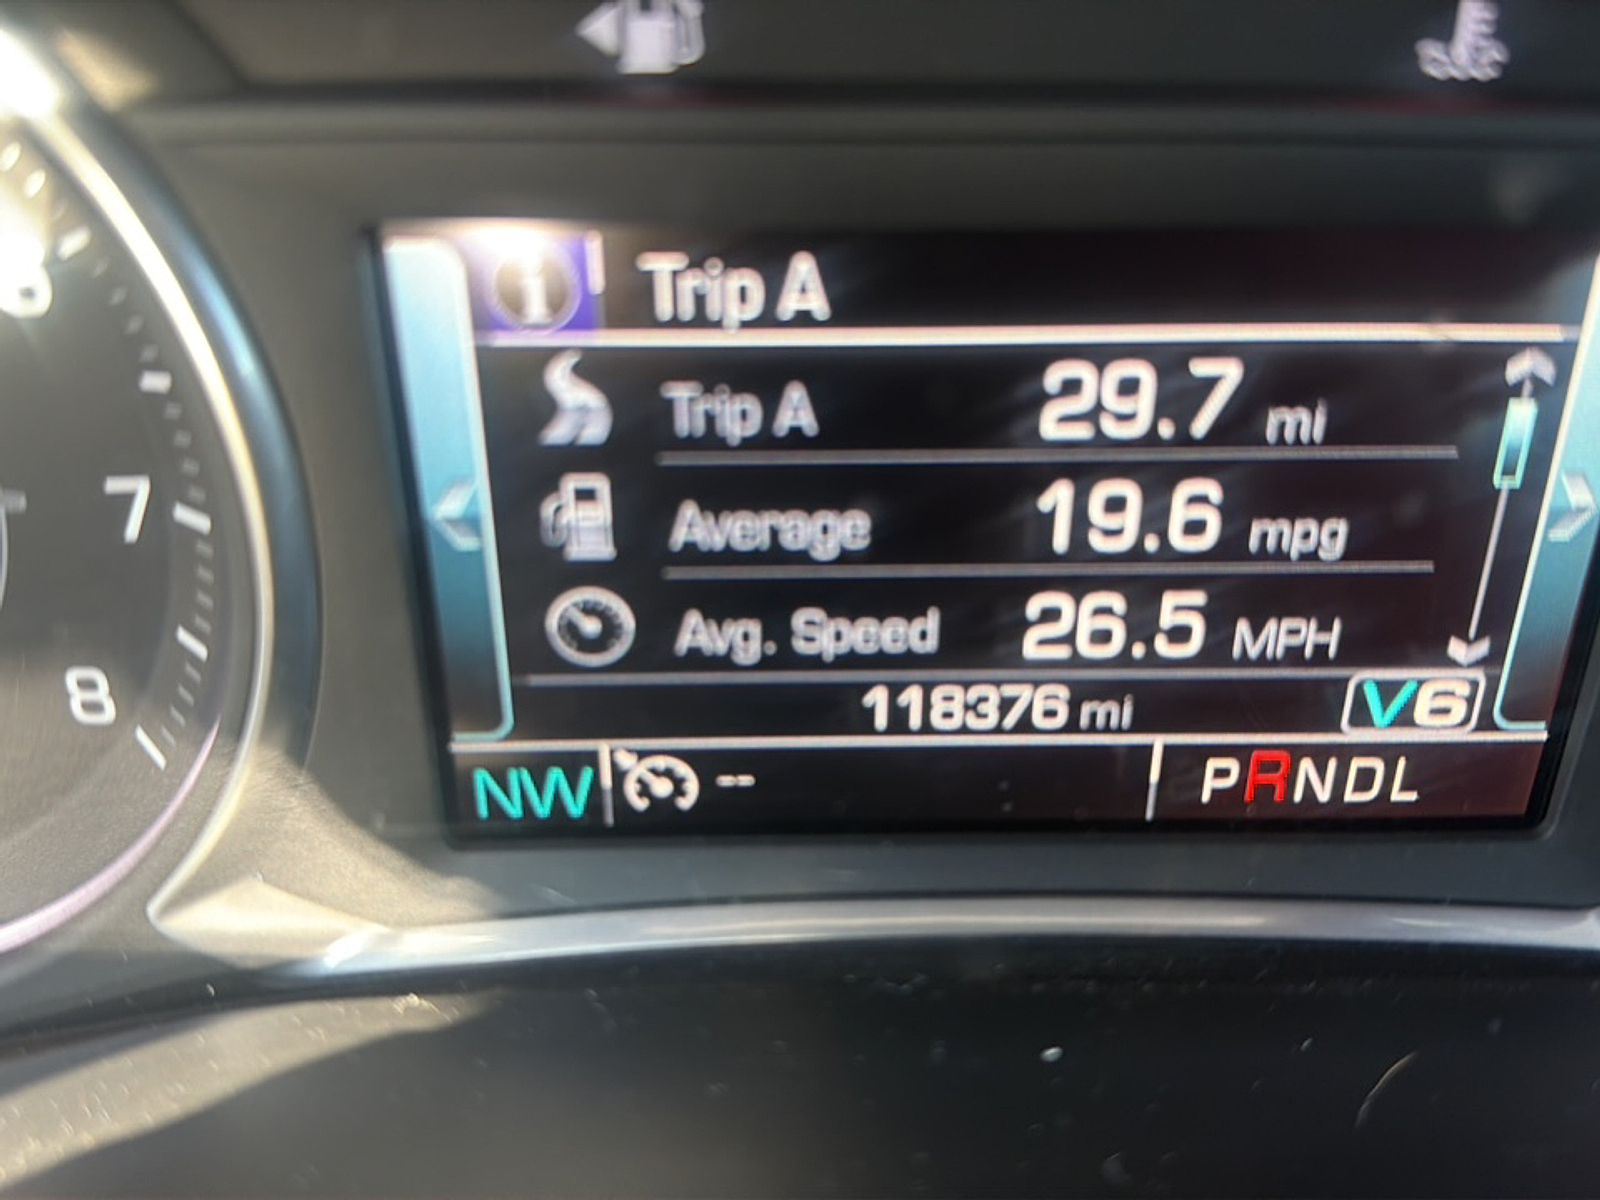 Trip A
Trip A 29.7 mi
Average 19.6 mpg
Avg. Speed 26.5 MPH
118376 mi V6
NW -- PRNDL
7
8